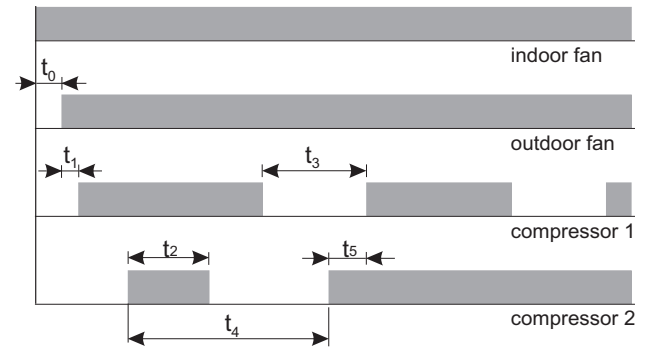 indoor fan
t0
outdoor fan
t1
t3
compressor 1
t2
t5
t4
compressor 2